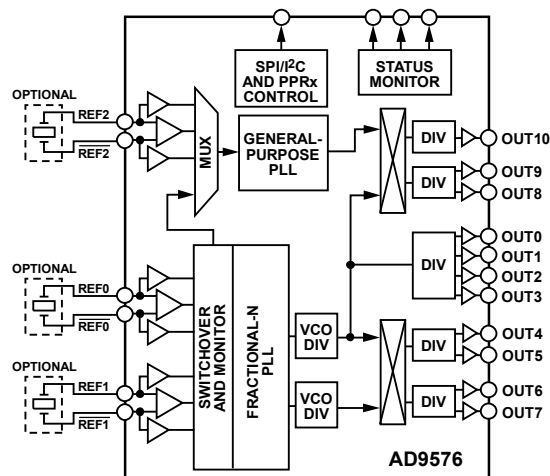 SPI/I²C
AND PPRx
CONTROL
STATUS
MONITOR
OPTIONAL
REF2
REF2
MUX
GENERAL-
PURPOSE
PLL
DIV
OUT10
DIV
OUT9
OUT8
OPTIONAL
REF0
REF0
SWITCHOVER
AND MONITOR
FRACTIONAL-N
PLL
DIV
OUT0
OUT1
OUT2
OUT3
VCO
DIV
DIV
OUT4
OUT5
OPTIONAL
REF1
REF1
VCO
DIV
DIV
OUT6
OUT7
AD9576